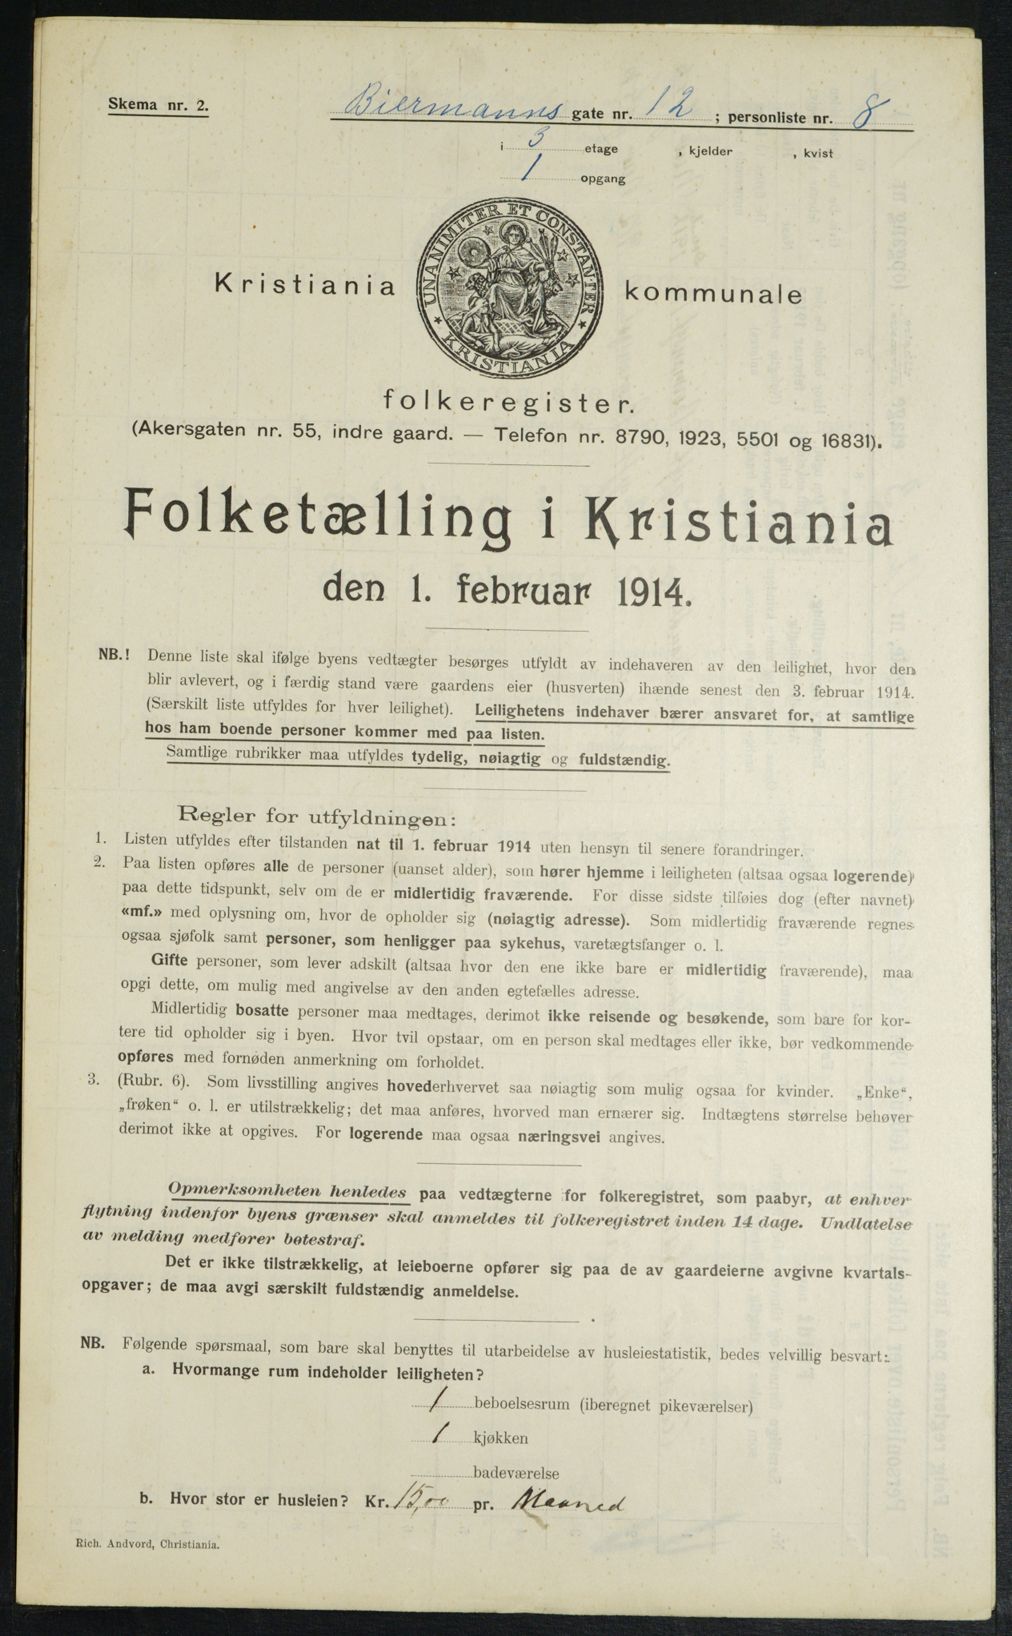 Skema nr. 2.
Biermanns gate nr. 12 ; personliste nr. 8
i 3 etage , kjelder , kvist
1 opgang
UNANIMITER ET CONSTANTER
KRISTIANIA
Kristiania kommunale
folkeregister.
(Akersgaten nr. 55, indre gaard. — Telefon nr. 8790, 1923, 5501 og 16831).
Folketælling i Kristiania
den 1. februar 1914.
NB.! Denne liste skal ifølge byens vedtægter besørges utfyldt av indehaveren av den leilighet, hvor den
blir avlevert, og i færdig stand være gaardens eier (husverten) ihænde senest den 3. februar 1914.
(Særskilt liste utfyldes for hver leilighet). Leilighetens indehaver bærer ansvaret for, at samtlige
hos ham boende personer kommer med paa listen.
Samtlige rubrikker maa utfyldes tydelig, nøiagtig og fuldstændig.
Regler for utfyldningen:
1. Listen utfyldes efter tilstanden nat til 1. februar 1914 uten hensyn til senere forandringer.
2. Paa listen opføres alle de personer (uanset alder), som hører hjemme i leiligheten (altsaa ogsaa logerende)
paa dette tidspunkt, selv om de er midlertidig fraværende. For disse sidste tilføies dog (efter navnet)
«mf.» med oplysning om, hvor de opholder sig (nøiagtig adresse). Som midlertidig fraværende regnes
ogsaa sjøfolk samt personer, som henligger paa sykehus, varetægtsfanger o. l.
Gifte personer, som lever adskilt (altsaa hvor den ene ikke bare er midlertidig fraværende), maa
opgi dette, om mulig med angivelse av den anden egtefælles adresse.
Midlertidig bosatte personer maa medtages, derimot ikke reisende og besøkende, som bare for kor-
tere tid opholder sig i byen. Hvor tvil opstaar, om en person skal medtages eller ikke, bør vedkommende
opføres med fornøden anmerkning om forholdet.
3. (Rubr. 6). Som livsstilling angives hovederhvervet saa nøiagtig som mulig ogsaa for kvinder. „Enke“,
„frøken“ o. l. er utilstrækkelig; det maa anføres, hvorved man ernærer sig. Indtægtens størrelse behøver
derimot ikke at opgives. For logerende maa ogsaa næringsvei angives.
Opmerksomheten henledes paa vedtægterne for folkeregistret, som paabyr, at enhver
flytning indenfor byens grænser skal anmeldes til folkeregistret inden 14 dage. Undlatelse
av melding medfører bøtestraf.
Det er ikke tilstrækkelig, at leieboerne opfører sig paa de av gaardeierne avgivne kvartals-
opgaver; de maa avgi særskilt fuldstændig anmeldelse.
NB. Følgende spørsmaal, som bare skal benyttes til utarbeidelse av husleiestatistik, bedes velvillig besvart:
a. Hvormange rum indeholder leiligheten?
1 beboelsesrum (iberegnet pikeværelser)
1 kjøkken
badeværelse
b. Hvor stor er husleien? Kr. 15,00 pr. Maaned
Rich. Andvord, Christiania.